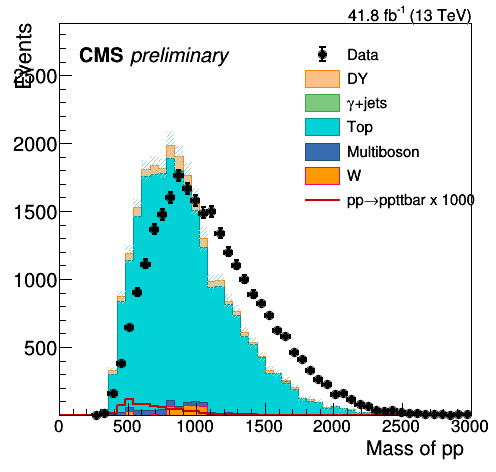 41.8 fb⁻¹ (13 TeV)
Events
CMS preliminary
Data
DY
γ+jets
Top
Multiboson
W
pp→ppttbar x 1000
2500
2000
1500
1000
500
0 500 1000 1500 2000 2500 3000
Mass of pp